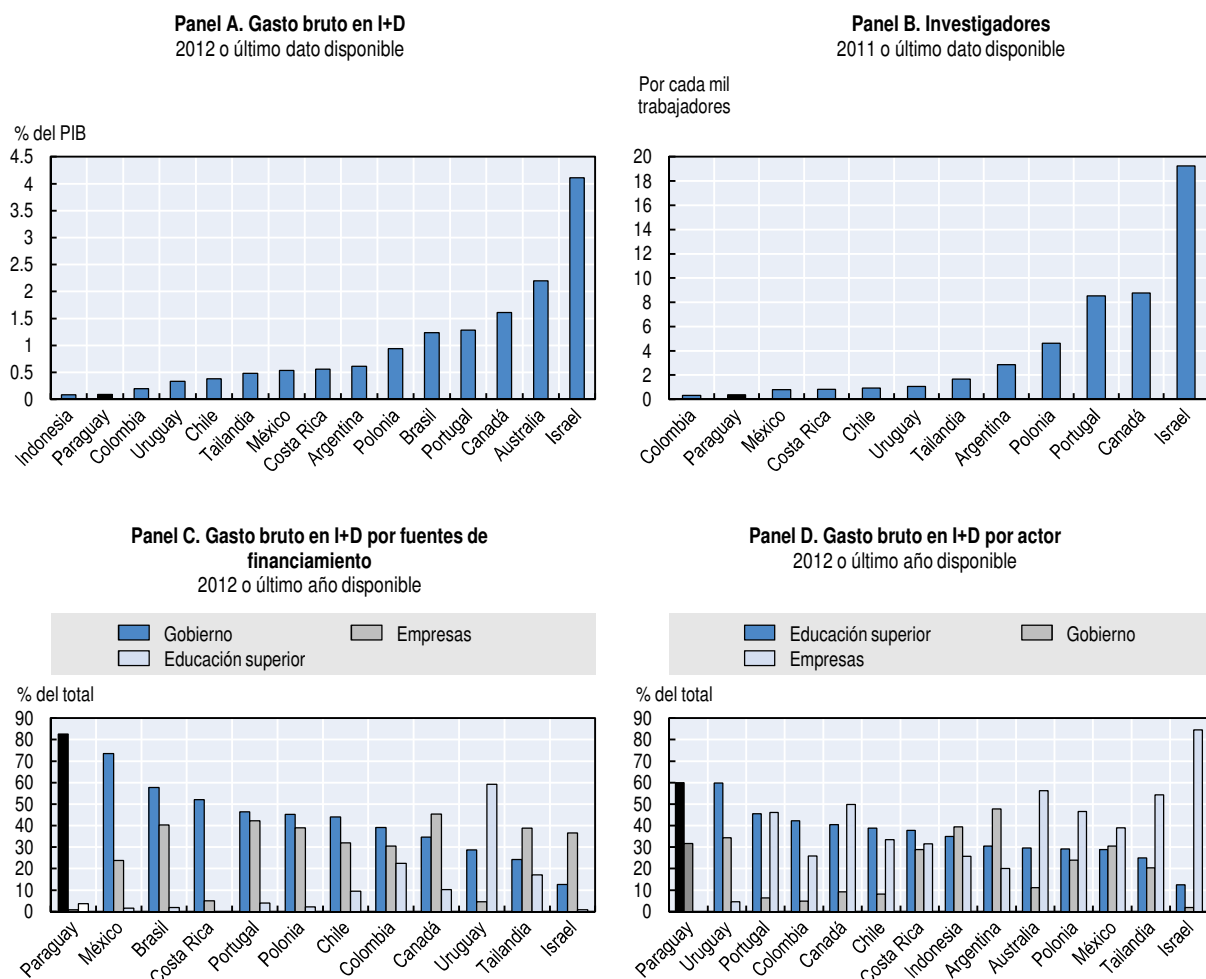 Panel A. Gasto bruto en I+D
2012 o último dato disponible
% del PIB
4.5
4
3.5
3
2.5
2
1.5
1
0.5
0
Indonesia
Paraguay
Colombia
Uruguay
Chile
Tailandia
México
Costa Rica
Argentina
Polonia
Brasil
Portugal
Canadá
Australia
Israel
Panel B. Investigadores
2011 o último dato disponible
Por cada mil
trabajadores
20
18
16
14
12
10
8
6
4
2
0
Colombia
Paraguay
México
Costa Rica
Chile
Uruguay
Tailandia
Argentina
Polonia
Portugal
Canadá
Israel
Panel C. Gasto bruto en I+D por fuentes de
financiamiento
2012 o último año disponible
Gobierno
Empresas
Educación superior
% del total
90
80
70
60
50
40
30
20
10
0
Paraguay
México
Brasil
Costa Rica
Portugal
Polonia
Chile
Colombia
Canadá
Uruguay
Tailandia
Israel
Panel D. Gasto bruto en I+D por actor
2012 o último año disponible
Educación superior
Gobierno
Empresas
% del total
90
80
70
60
50
40
30
20
10
0
Paraguay
Uruguay
Portugal
Colombia
Canadá
Chile
Costa Rica
Indonesia
Argentina
Australia
Polonia
México
Tailandia
Israel